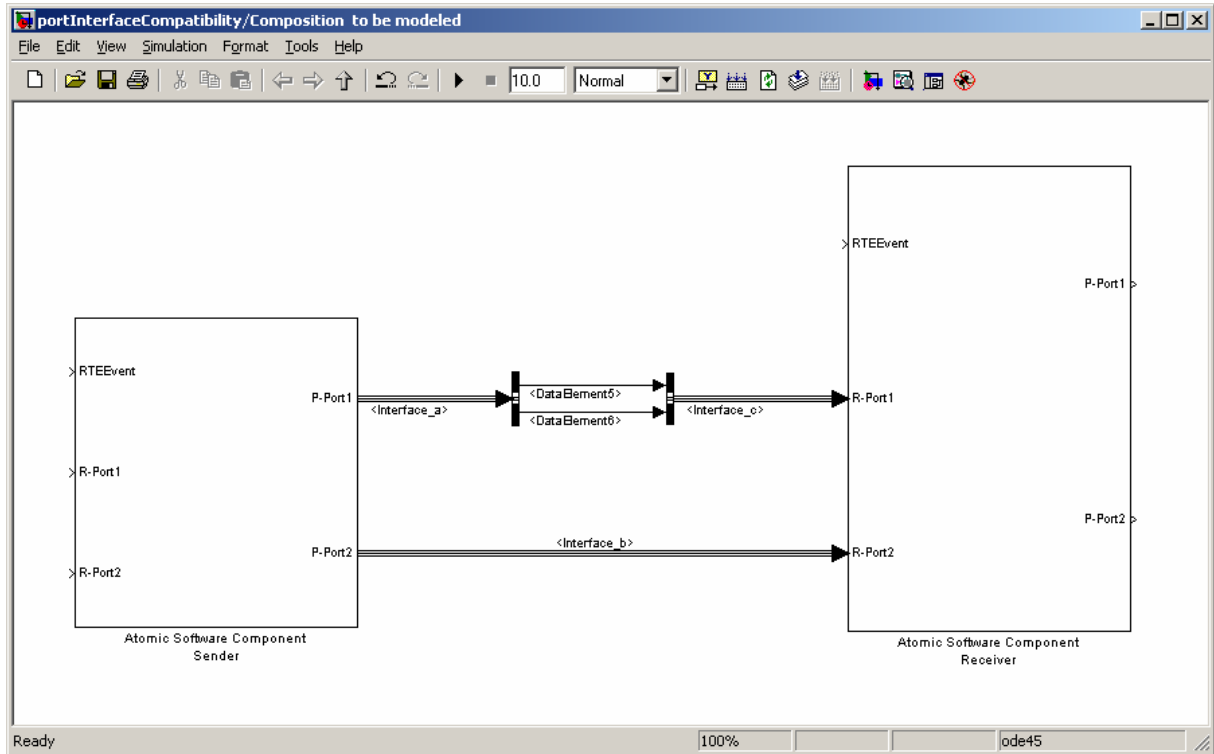 portInterfaceCompatibility/Composition to be modeled
File Edit View Simulation Format Tools Help
10.0 Normal
RTEEvent
P-Port1
RTEEvent
P-Port1
<Interface_a>
<DataElement5>
<DataElement6>
<Interface_c>
R-Port1
R-Port1
P-Port2
<Interface_b>
R-Port2
P-Port2
R-Port2
Atomic Software Component
Sender
Atomic Software Component
Receiver
Ready 100% ode45